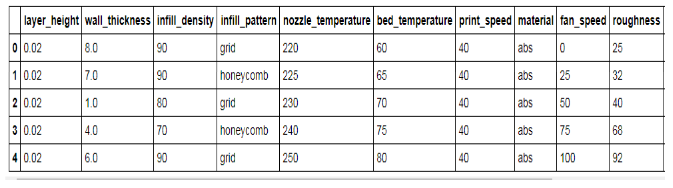 layer_height wall_thickness infill_density infill_pattern nozzle_temperature bed_temperature print_speed material fan_speed roughness
0 0.02 8.0 90 grid 220 60 40 abs 0 25
1 0.02 7.0 90 honeycomb 225 65 40 abs 25 32
2 0.02 1.0 80 grid 230 70 40 abs 50 40
3 0.02 4.0 70 honeycomb 240 75 40 abs 75 68
4 0.02 6.0 90 grid 250 80 40 abs 100 92